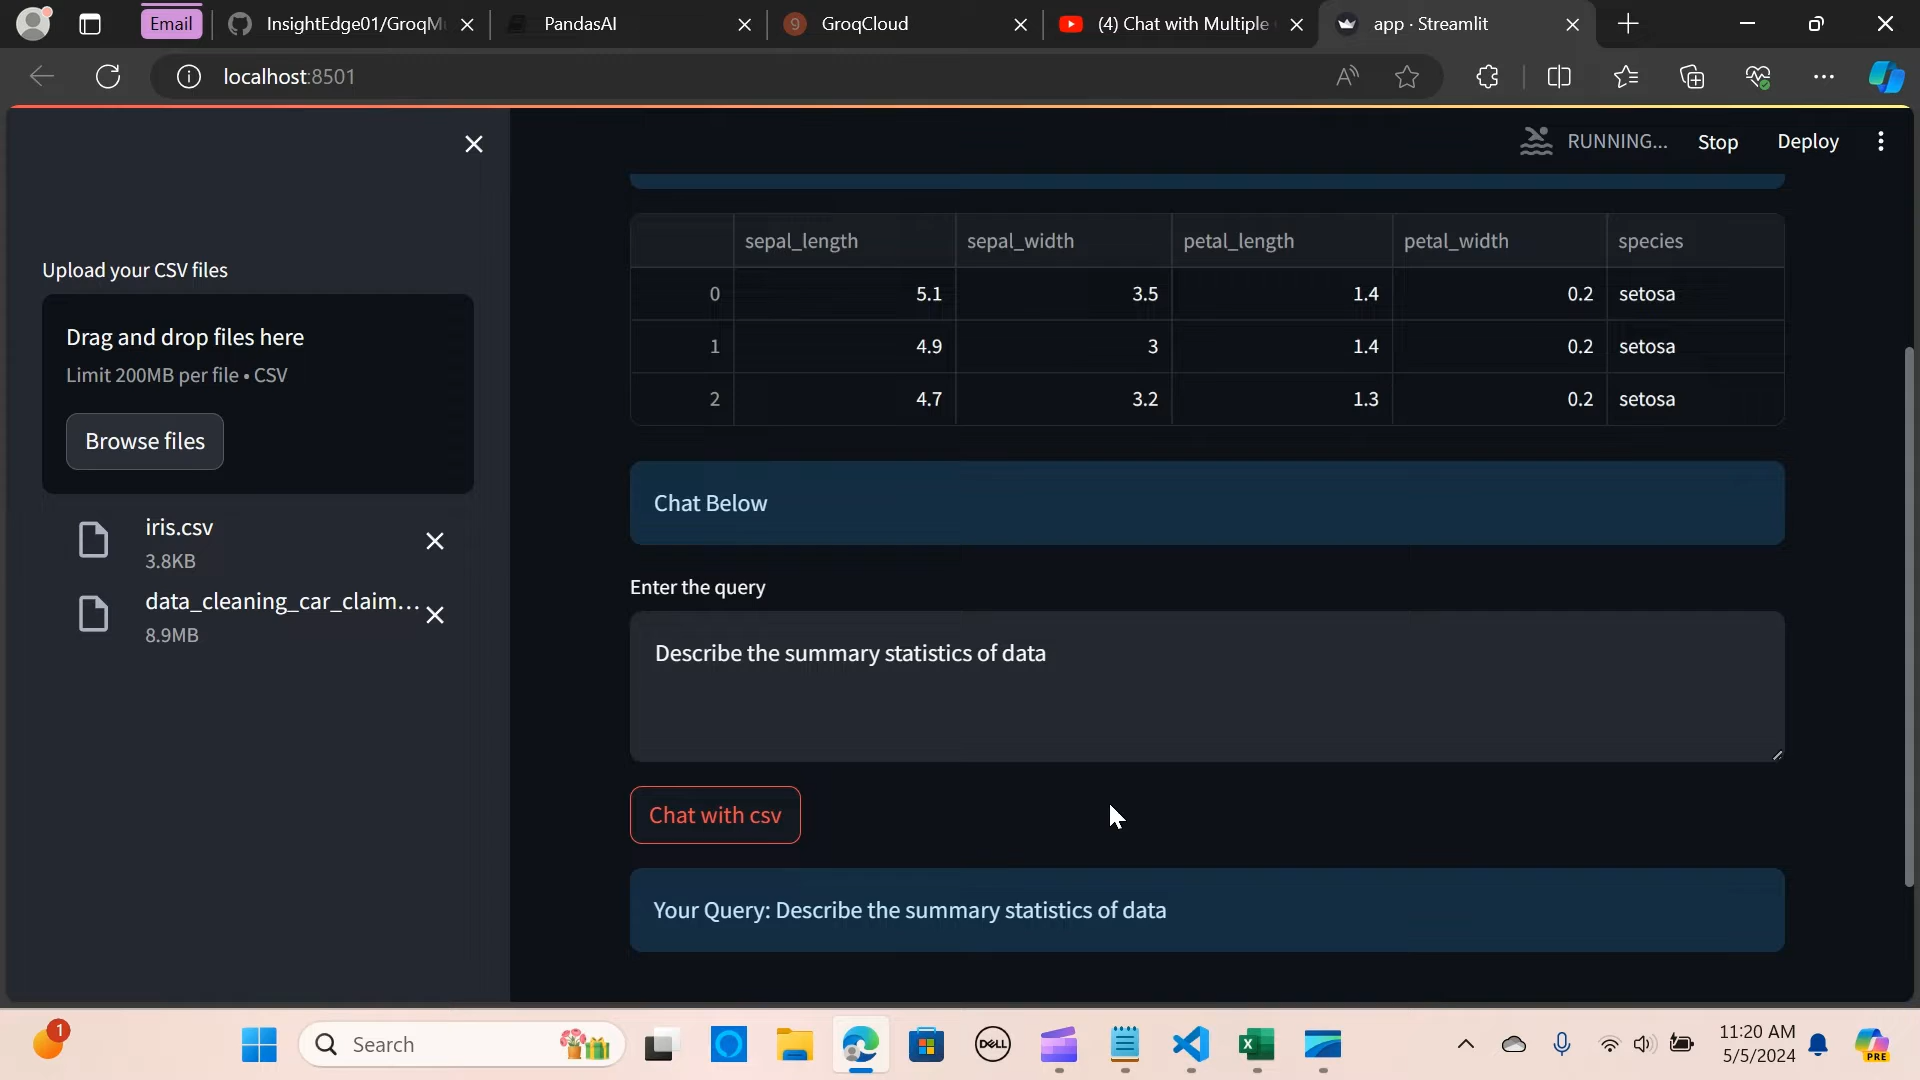 Email
InsightEdge01/GroqMu
PandasAI
GroqCloud
(4) Chat with Multiple
app · Streamlit
localhost:8501
RUNNING...
Stop
Deploy
Upload your CSV files
Drag and drop files here
Limit 200MB per file • CSV
Browse files
iris.csv
3.8KB
data_cleaning_car_claim...
8.9MB
sepal_length sepal_width petal_length petal_width species
0 5.1 3.5 1.4 0.2 setosa
1 4.9 3 1.4 0.2 setosa
2 4.7 3.2 1.3 0.2 setosa
Chat Below
Enter the query
Describe the summary statistics of data
Chat with csv
Your Query: Describe the summary statistics of data
1
Search
DELL
11:20 AM
5/5/2024
PRE